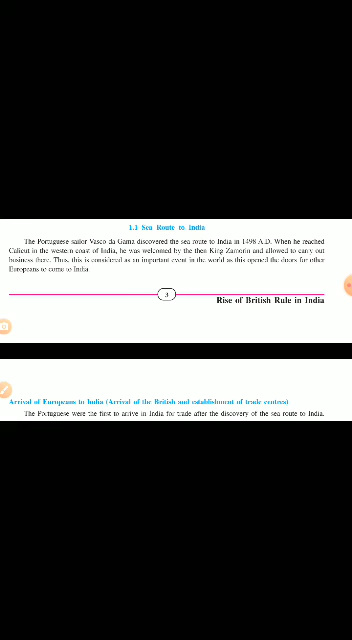 1.1 Sea Route to India
The Portuguese sailor Vasco da Gama discovered the sea route to India in 1498 A.D. When he reached
Calicut in the western coast of India, he was welcomed by the then King Zamorin and allowed to carry out
business there. Thus, this is considered as an important event in the world as this opened the doors for other
Europeans to come to India
3
Rise of British Rule in India
Arrival of Europeans to India (Arrival of the British and establishment of trade centres)
The Portuguese were the first to arrive in India for trade after the discovery of the sea route to India.